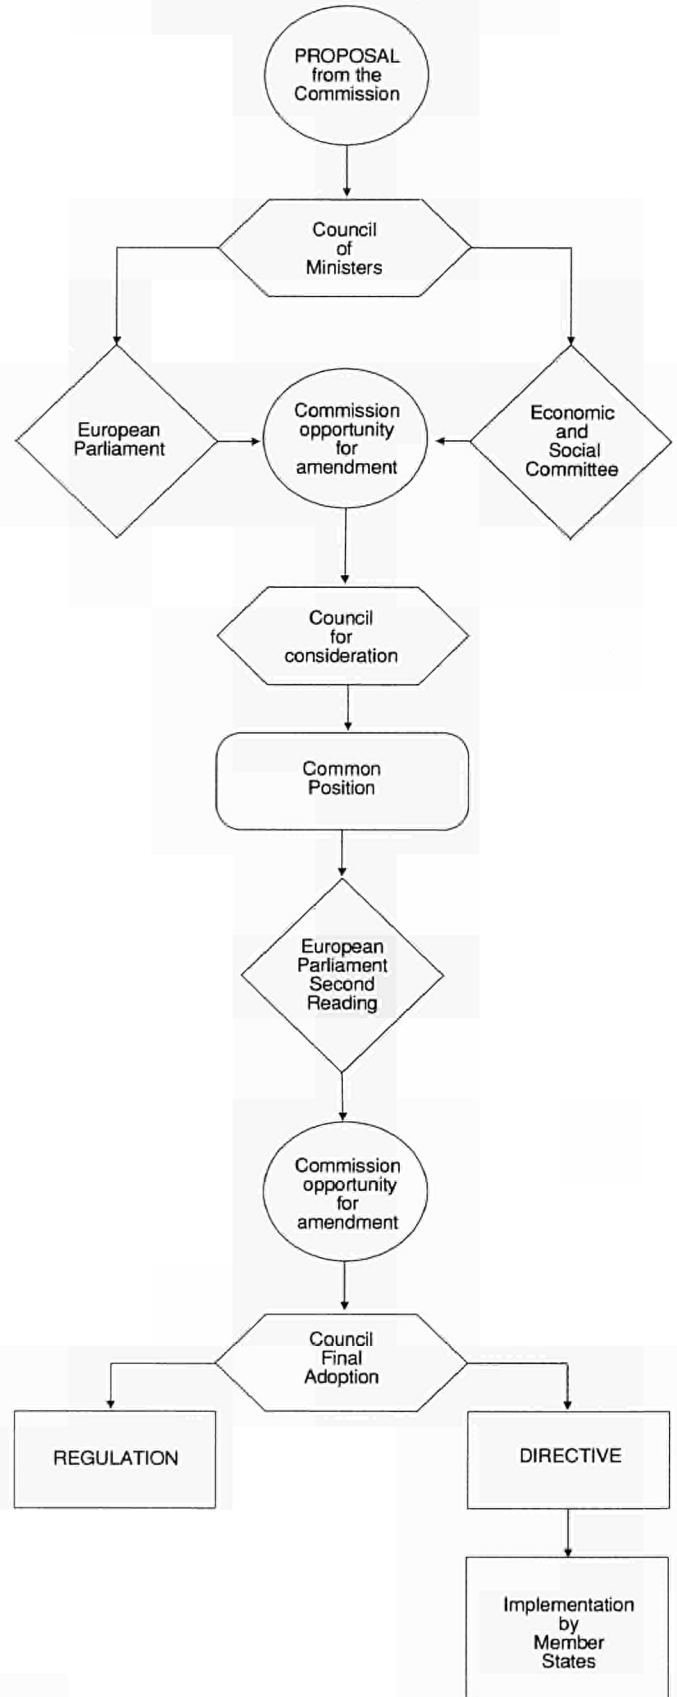 PROPOSAL
from the
Commission
Council
of
Ministers
European
Parliament
Commission
opportunity
for
amendment
Economic
and
Social
Committee
Council
for
consideration
Common
Position
European
Parliament
Second
Reading
Commission
opportunity
for
amendment
Council
Final
Adoption
REGULATION
DIRECTIVE
Implementation
by
Member
States